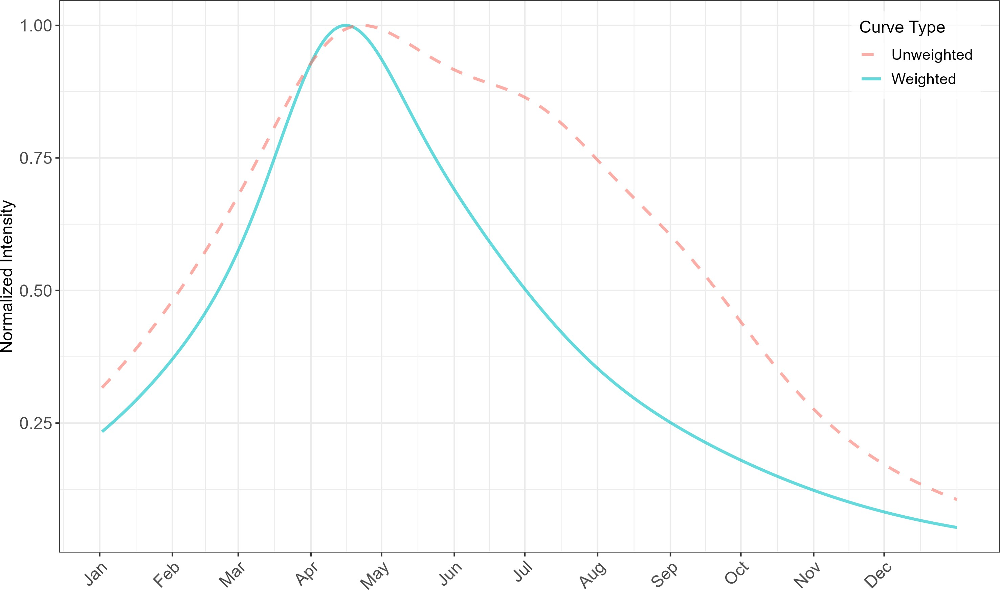 Normalized Intensity
1.00
0.75
0.50
0.25
Jan
Feb
Mar
Apr
May
Jun
Jul
Aug
Sep
Oct
Nov
Dec
Curve Type
Unweighted
Weighted